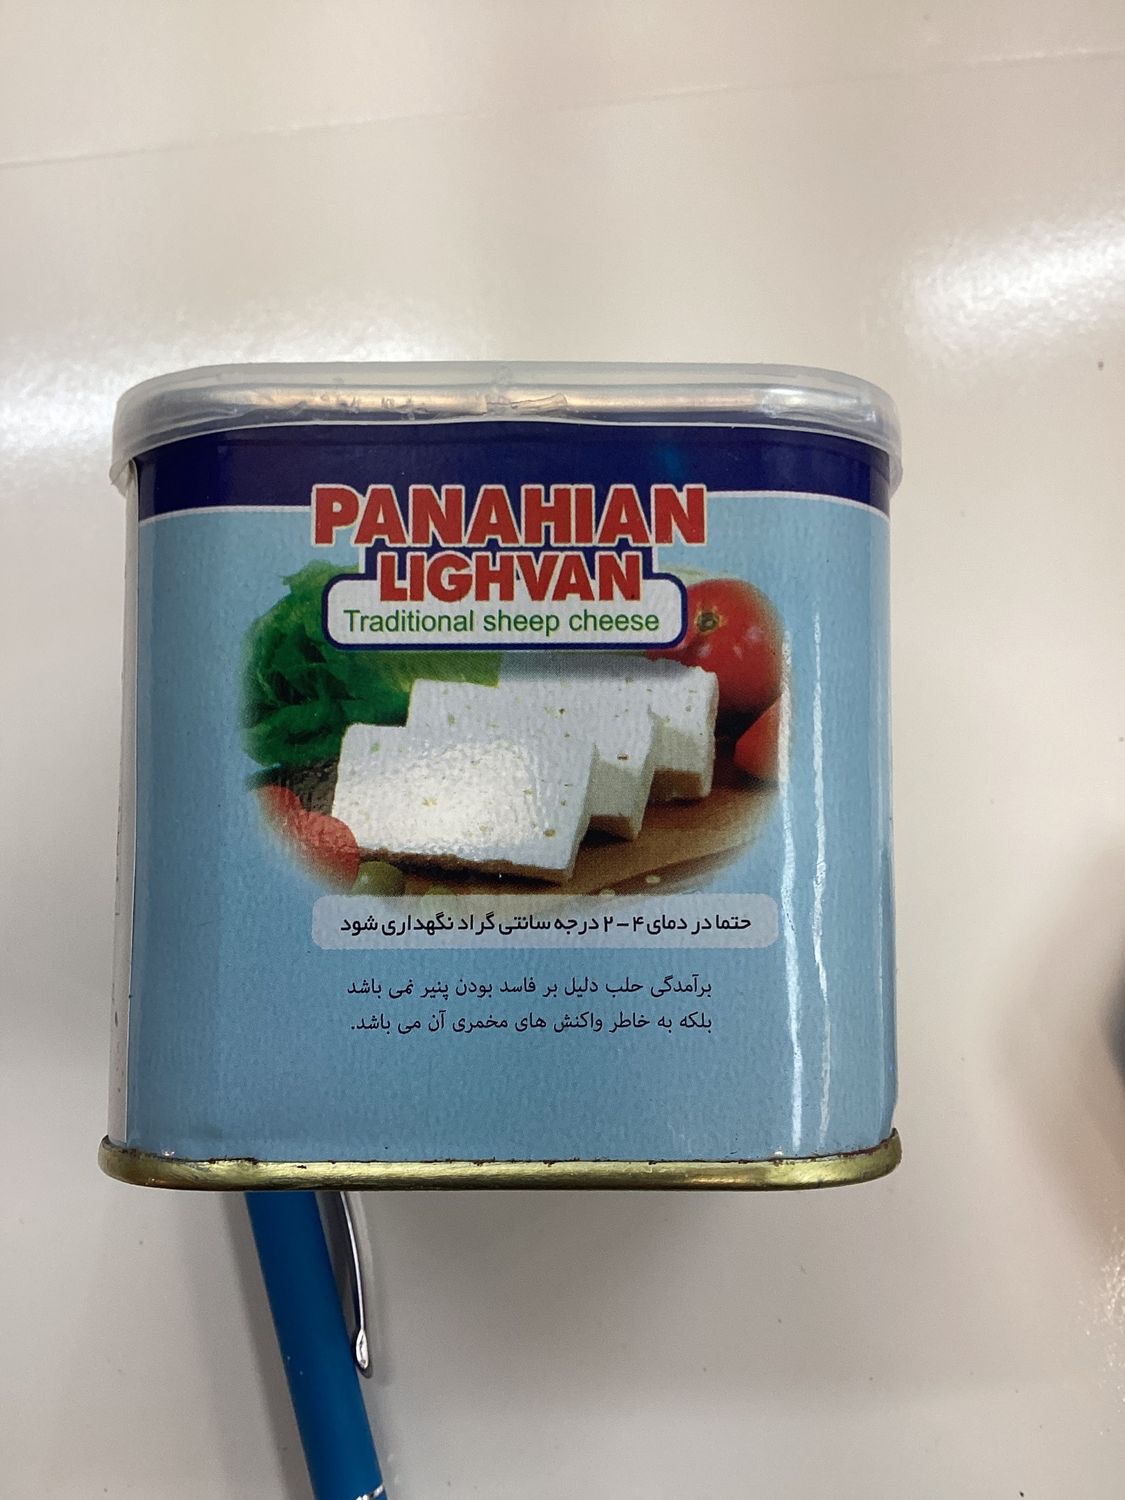 PANAHIAN
LIGHVAN
Traditional sheep cheese
حتما در دمای ۴-۲ درجه سانتی گراد نگهداری شود
برآمدگی حلب دلیل بر فاسد بودن پنیر نمی باشد
بلکه به خاطر واکنش های مخمری آن می باشد.